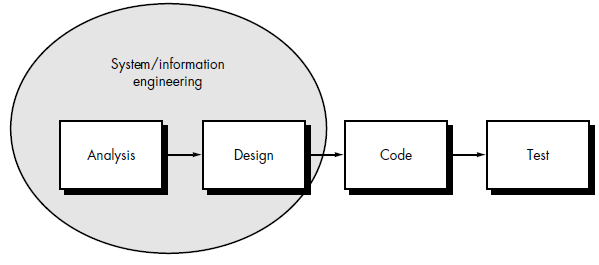 System/information
engineering
Analysis
Design
Code
Test